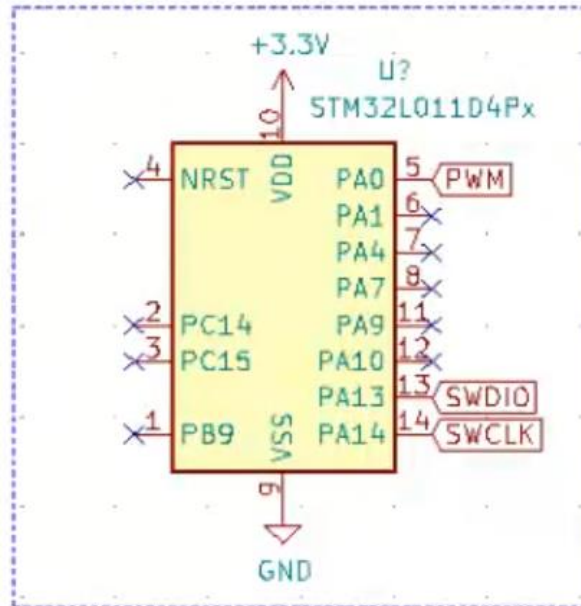 +3.3V
U?
STM32L011D4Px
10
VDD
4 NRST
PA0 5 PWM
PA1 6
PA4 7
PA7 8
2 PC14
PA9 11
3 PC15
PA10 12
PA13 13 SWDIO
1 PB9
VSS
PA14 14 SWCLK
9
GND